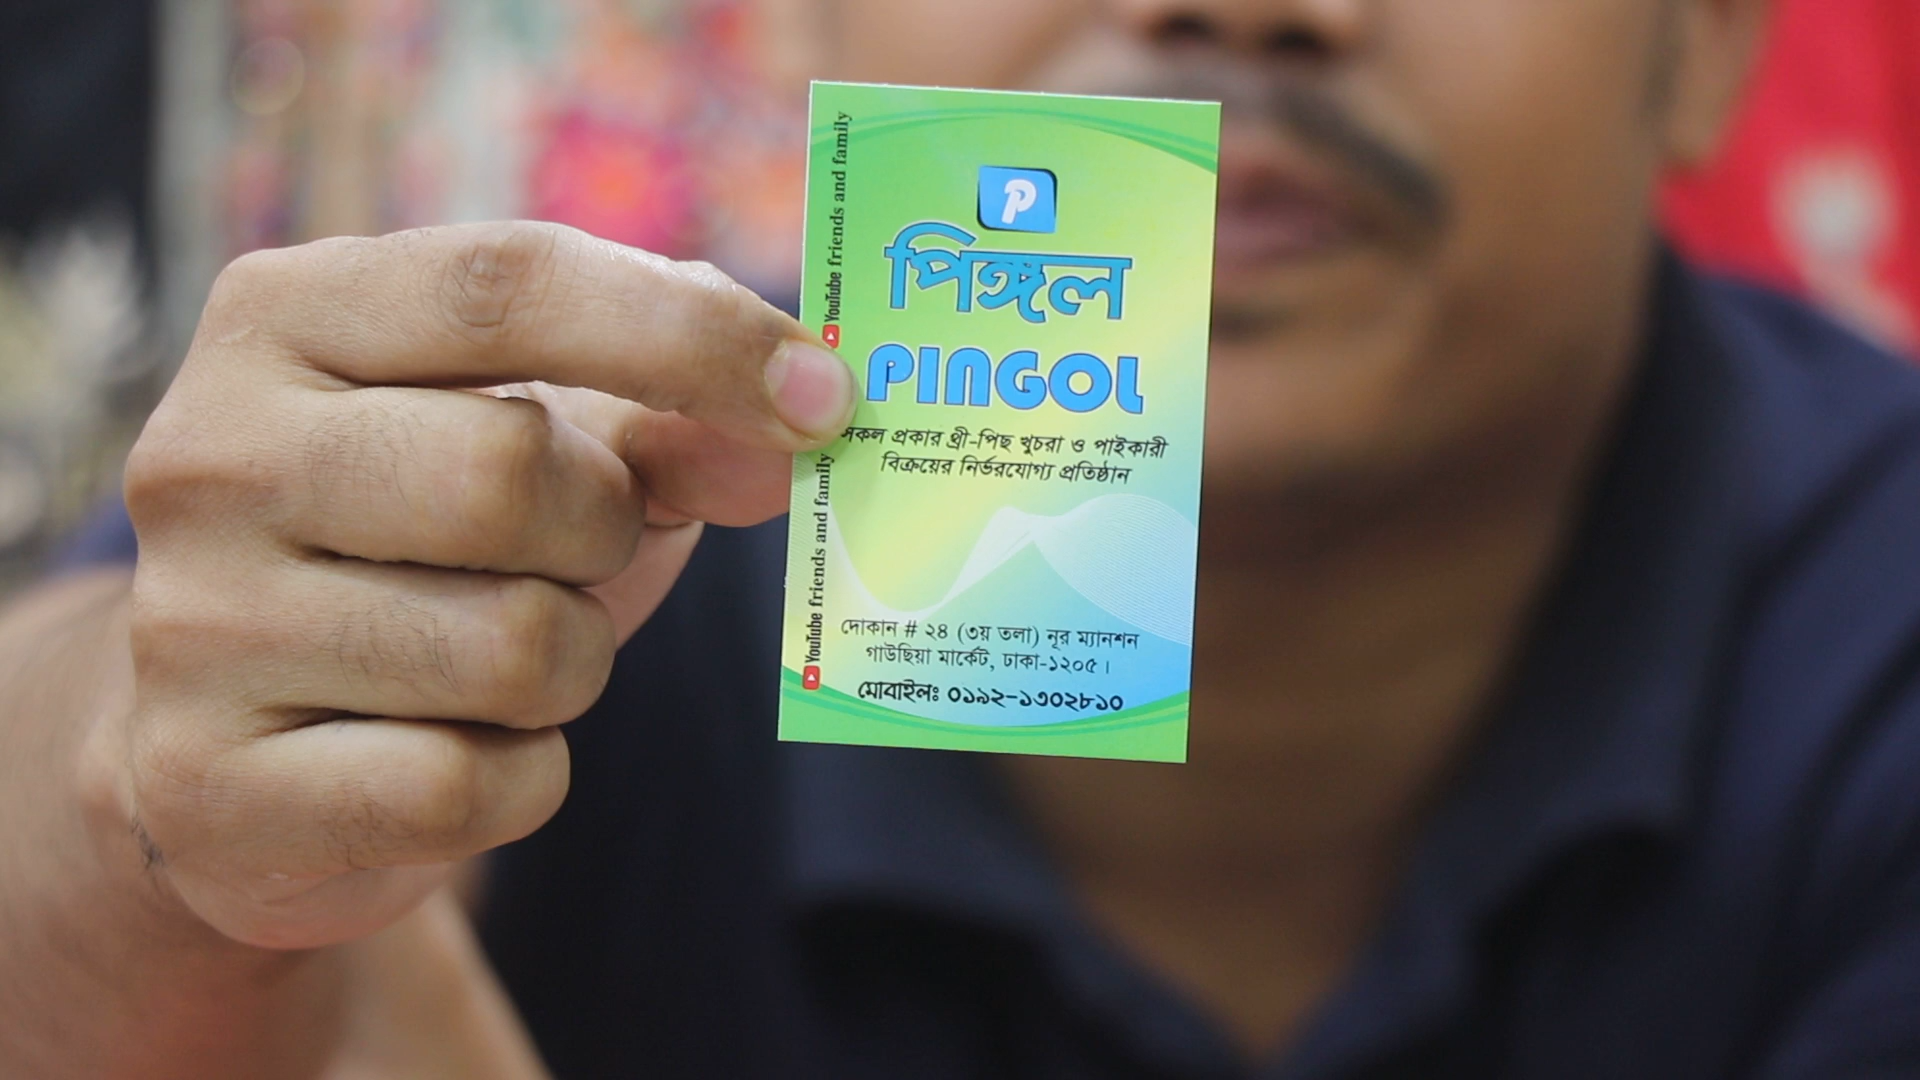 P
পিঙ্গল
PINGOL
সকল প্রকার থ্রী-পিছ খুচরা ও পাইকারী
বিক্রয়ের নির্ভরযোগ্য প্রতিষ্ঠান
দোকান # ২৪ (৩য় তলা) নূর ম্যানশন
গাউছিয়া মার্কেট, ঢাকা-১২০৫।
মোবাইলঃ ০১৯২-১৩০২৮১০
YouTube friends and family
YouTube friends and family